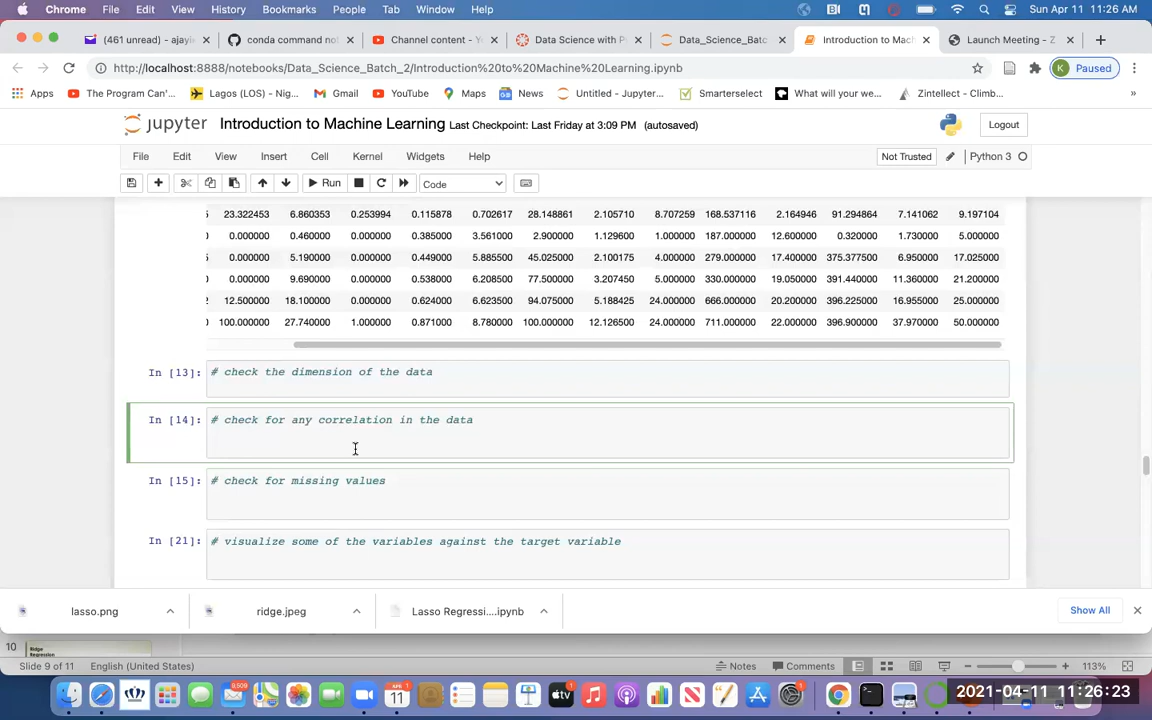 Chrome File Edit View History Bookmarks People Tab Window Help Sun Apr 11 11:26 AM
(461 unread) - ajayi conda command no Channel content - Y Data Science with P Data_Science_Batc Introduction to Mac Launch Meeting - Z
http://localhost:8888/notebooks/Data_Science_Batch_2/Introduction%20to%20Machine%20Learning.ipynb K Paused
Apps The Program Can'... Lagos (LOS) - Nig... Gmail YouTube Maps News Untitled - Jupyter... Smarterselect What will your we... Zintellect - Climb... »
jupyter Introduction to Machine Learning Last Checkpoint: Last Friday at 3:09 PM (autosaved) Logout
File Edit View Insert Cell Kernel Widgets Help Not Trusted Python 3
Run Code
5 23.322453 6.860353 0.253994 0.115878 0.702617 28.148861 2.105710 8.707259 168.537116 2.164946 91.294864 7.141062 9.197104
0.000000 0.460000 0.000000 0.385000 3.561000 2.900000 1.129600 1.000000 187.000000 12.600000 0.320000 1.730000 5.000000
0.000000 5.190000 0.000000 0.449000 5.885500 45.025000 2.100175 4.000000 279.000000 17.400000 375.377500 6.950000 17.025000
0.000000 9.690000 0.000000 0.538000 6.208500 77.500000 3.207450 5.000000 330.000000 19.050000 391.440000 11.360000 21.200000
12.500000 18.100000 0.000000 0.624000 6.623500 94.075000 5.188425 24.000000 666.000000 20.200000 396.225000 16.955000 25.000000
100.000000 27.740000 1.000000 0.871000 8.780000 100.000000 12.126500 24.000000 711.000000 22.000000 396.900000 37.970000 50.000000
In [13]: # check the dimension of the data
In [14]: # check for any correlation in the data
In [15]: # check for missing values
In [21]: # visualize some of the variables against the target variable
lasso.png ridge.jpeg Lasso Regressi....ipynb Show All
10 Ridge
Regression
Slide 9 of 11 English (United States) Notes Comments 113%
8,509 11 2021-04-11 11:26:23